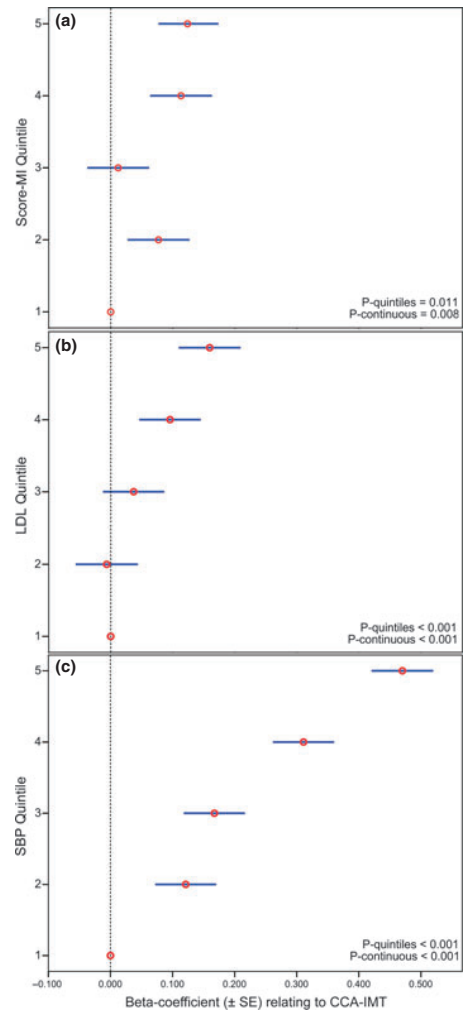 (a)
5
4
3
2
1
Score-MI Quintile
P-quintiles = 0.011
P-continuous = 0.008
(b)
5
4
3
2
1
LDL Quintile
P-quintiles < 0.001
P-continuous < 0.001
(c)
5
4
3
2
1
SBP Quintile
P-quintiles < 0.001
P-continuous < 0.001
–0.100 0.000 0.100 0.200 0.300 0.400 0.500
Beta-coefficient (± SE) relating to CCA-IMT